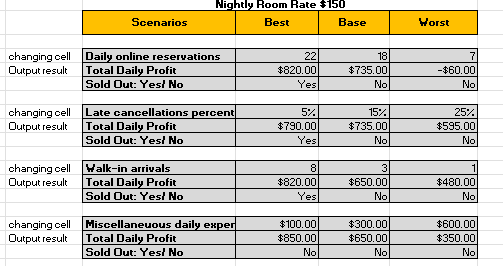 Nightly Room Rate $150
Scenarios Best Base Worst
changing cell Daily online reservations 22 18 7
Output result Total Daily Profit $820.00 $735.00 -$60.00
Sold Out: Yes/ No Yes No No
changing cell Late cancellations percent 5% 15% 25%
Output result Total Daily Profit $790.00 $735.00 $595.00
Sold Out: Yes/ No Yes No No
changing cell Walk-in arrivals 8 3 1
Output result Total Daily Profit $820.00 $650.00 $480.00
Sold Out: Yes/ No Yes No No
changing cell Miscellaneuous daily exper $100.00 $300.00 $600.00
Output result Total Daily Profit $850.00 $650.00 $350.00
Sold Out: Yes/ No No No No